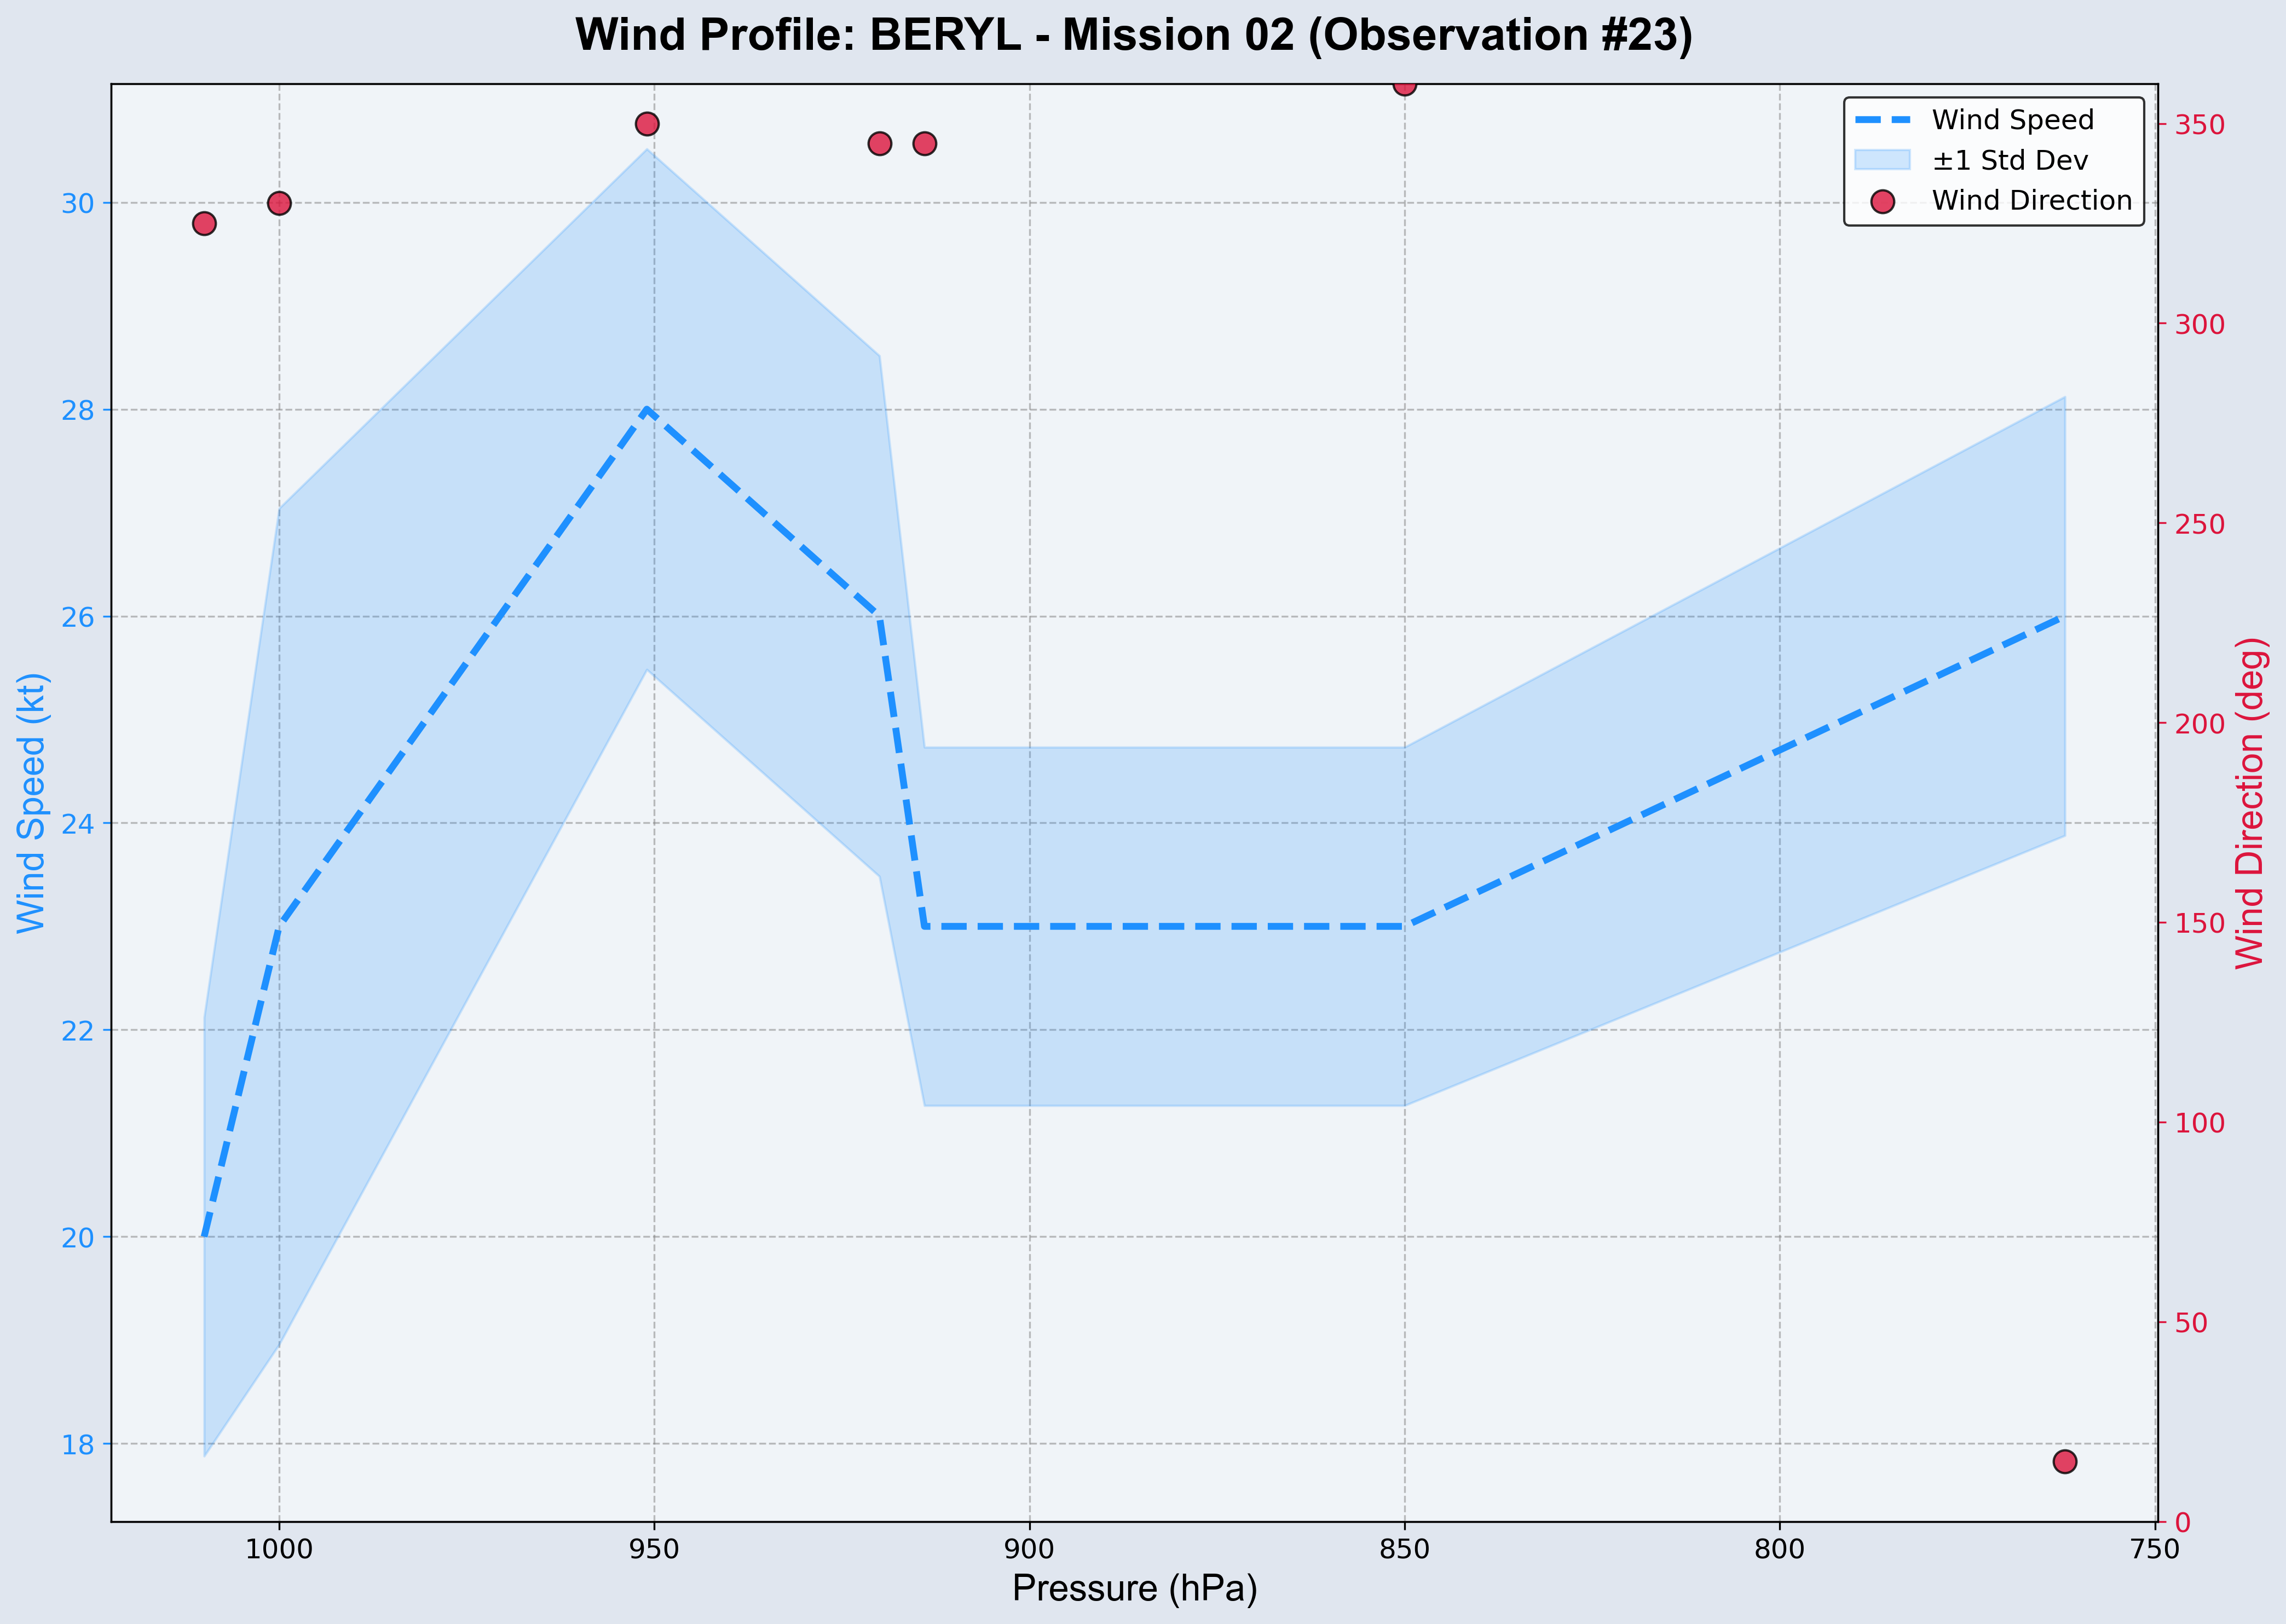 Wind Profile: BERYL - Mission 02 (Observation #23)
Wind Speed
±1 Std Dev
Wind Direction
30
28
26
24
22
20
18
Wind Speed (kt)
350
300
250
200
150
100
50
0
Wind Direction (deg)
1000 950 900 850 800 750
Pressure (hPa)